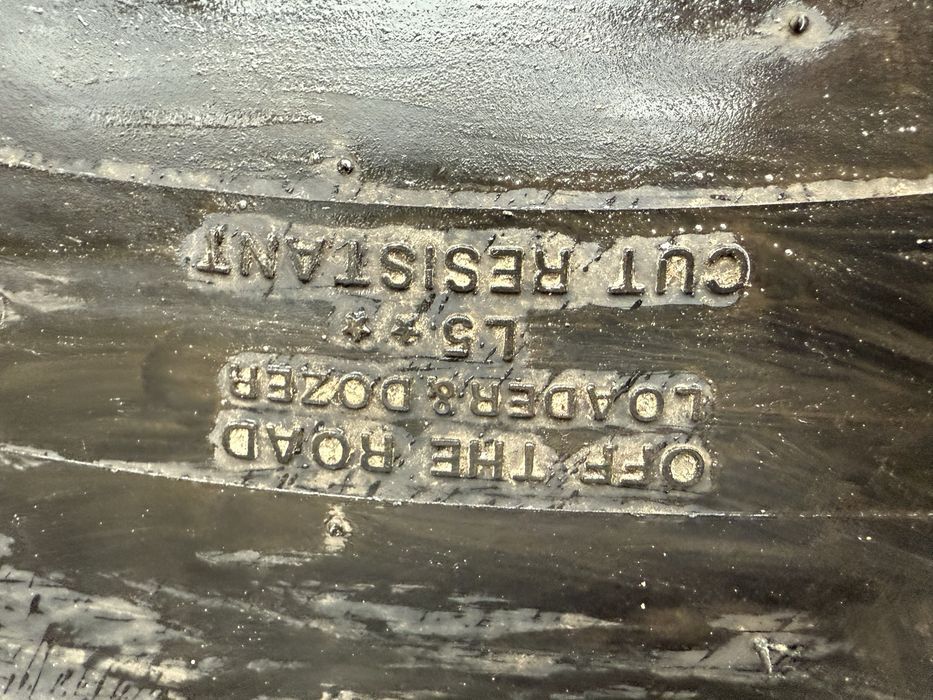 OFF THE ROAD
LOADER & DOZER
L5 ★★
CUT RESISTANT